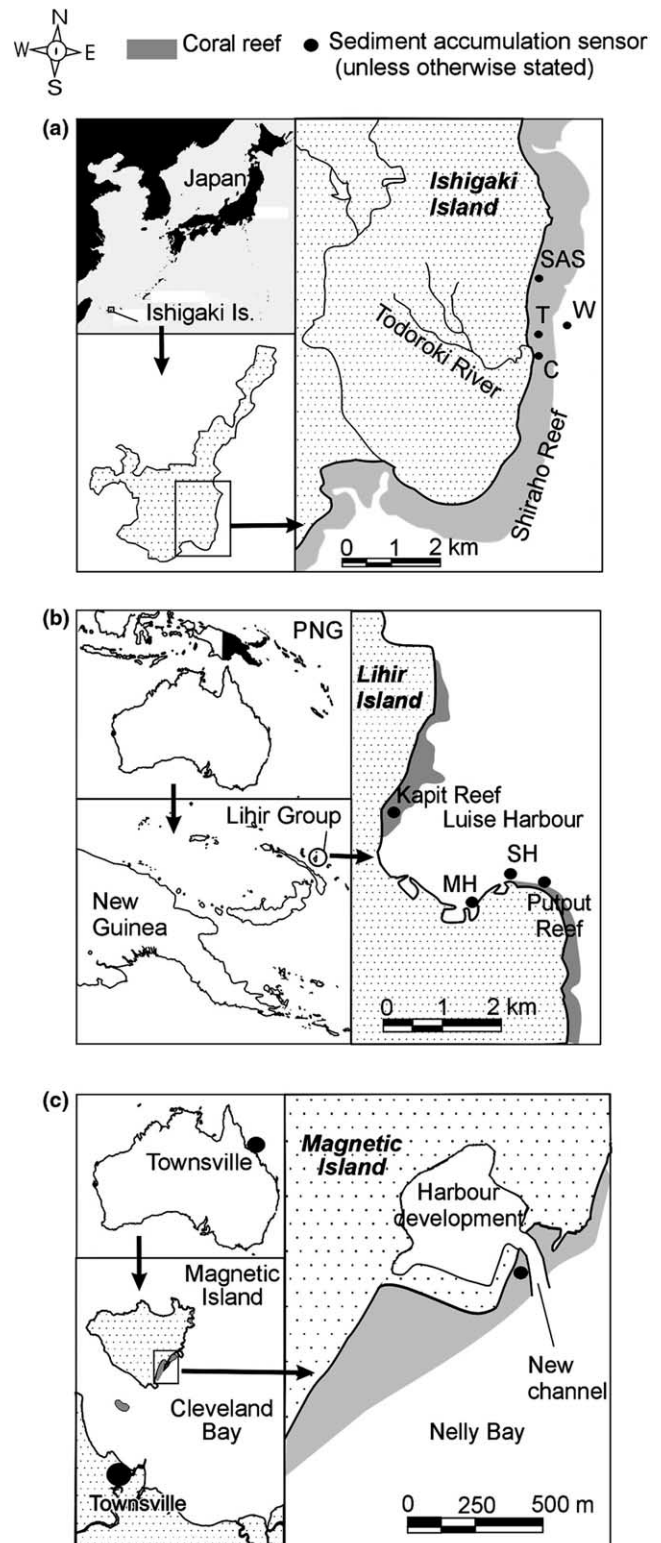 N
W E
S
Coral reef
Sediment accumulation sensor
(unless otherwise stated)
(a)
Japan
Ishigaki Is.
Ishigaki
Island
SAS
T
W
C
Todoroki River
Shiraho Reef
0 1 2 km
(b)
PNG
Lihir Group
New
Guinea
Lihir
Island
Kapit Reef
Luise Harbour
SH
MH
Putput
Reef
0 1 2 km
(c)
Townsville
Magnetic
Island
Cleveland
Bay
Townsville
Magnetic
Island
Harbour
development
New
channel
Nelly Bay
0 250 500 m